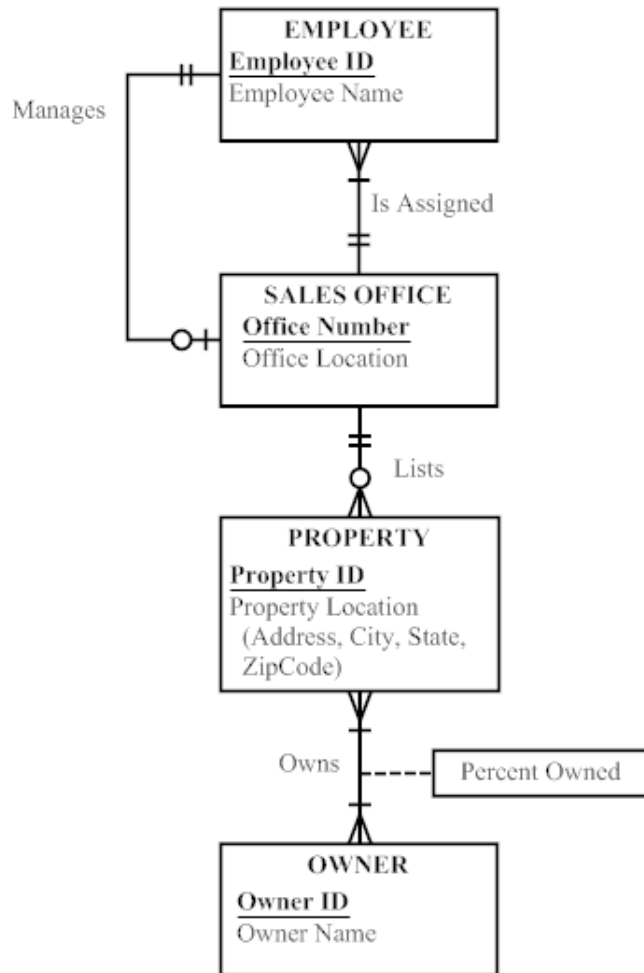 EMPLOYEE
Employee ID
Employee Name
Manages
Is Assigned
SALES OFFICE
Office Number
Office Location
Lists
PROPERTY
Property ID
Property Location
(Address, City, State,
ZipCode)
Owns
Percent Owned
OWNER
Owner ID
Owner Name